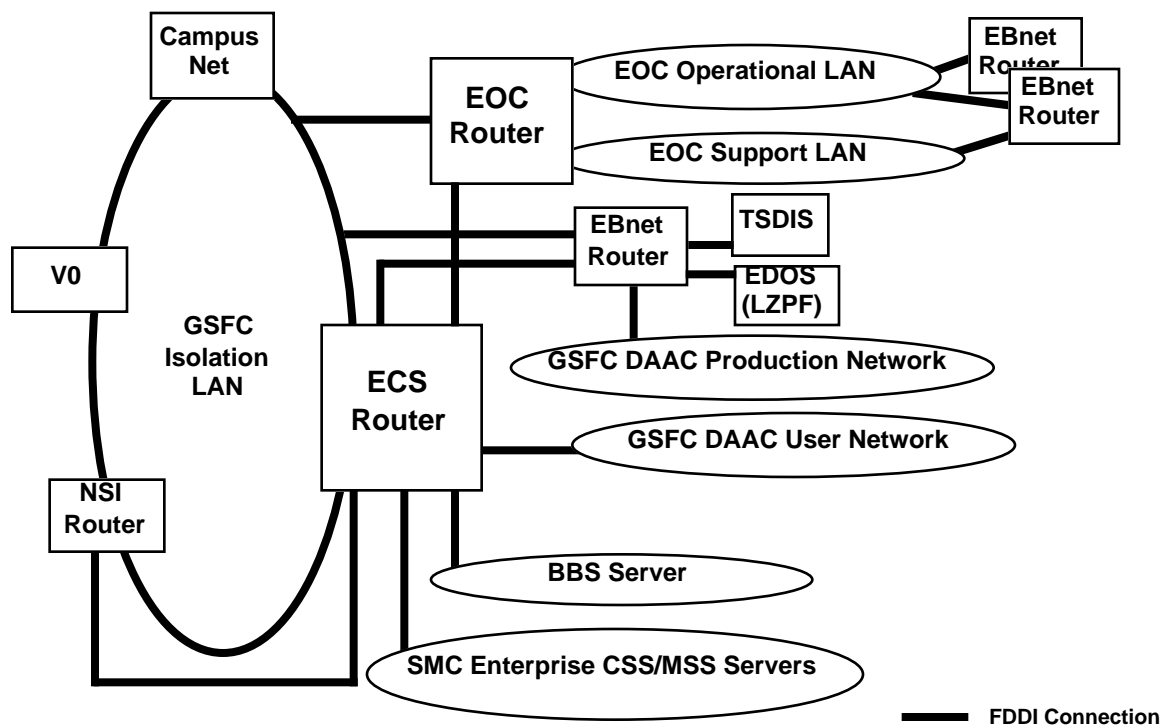 Campus
Net
EOC
Router
EOC Operational LAN
EBnet
Router
EBnet
Router
EOC Support LAN
EBnet
Router
TSDIS
EDOS
(LZPF)
V0
GSFC
Isolation
LAN
ECS
Router
GSFC DAAC Production Network
GSFC DAAC User Network
NSI
Router
BBS Server
SMC Enterprise CSS/MSS Servers
FDDI Connection